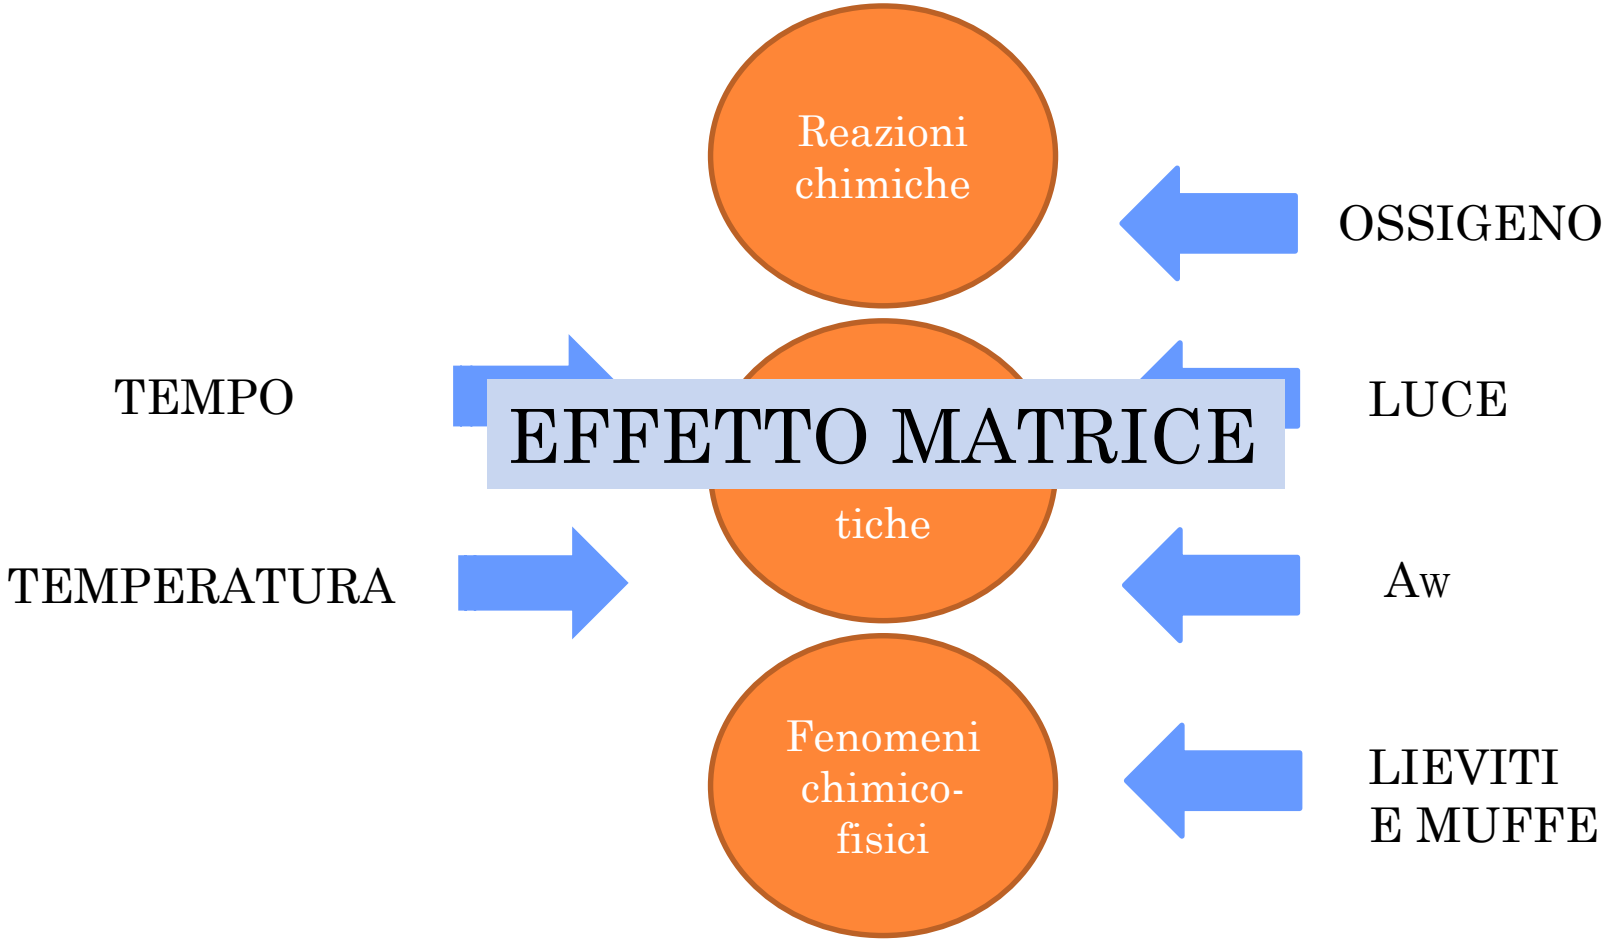 Reazioni
chimiche
OSSIGENO
TEMPO
LUCE
EFFETTO MATRICE
tiche
TEMPERATURA
Aw
Fenomeni
chimico-
fisici
LIEVITI
E MUFFE